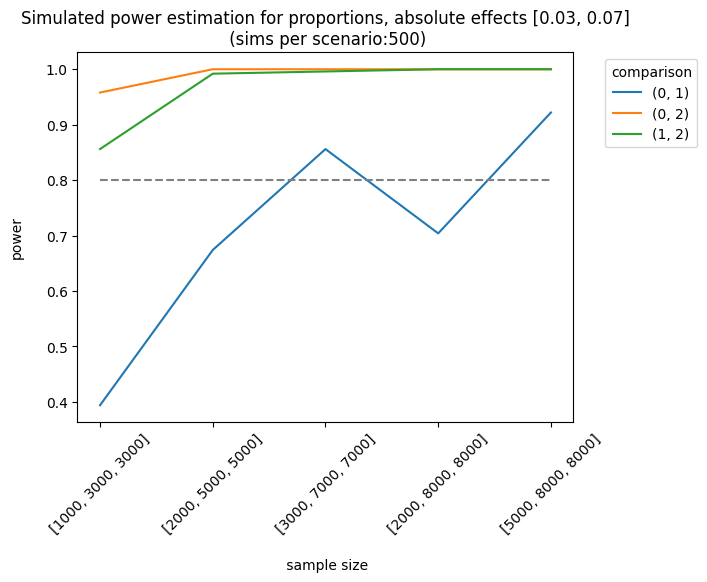 Simulated power estimation for proportions, absolute effects [0.03, 0.07]
(sims per scenario:500)
comparison
(0, 1)
(0, 2)
(1, 2)
1.0
0.9
0.8
0.7
0.6
0.5
0.4
power
[1000, 3000, 3000]
[2000, 5000, 5000]
[3000, 7000, 7000]
[2000, 8000, 8000]
[5000, 8000, 8000]
sample size